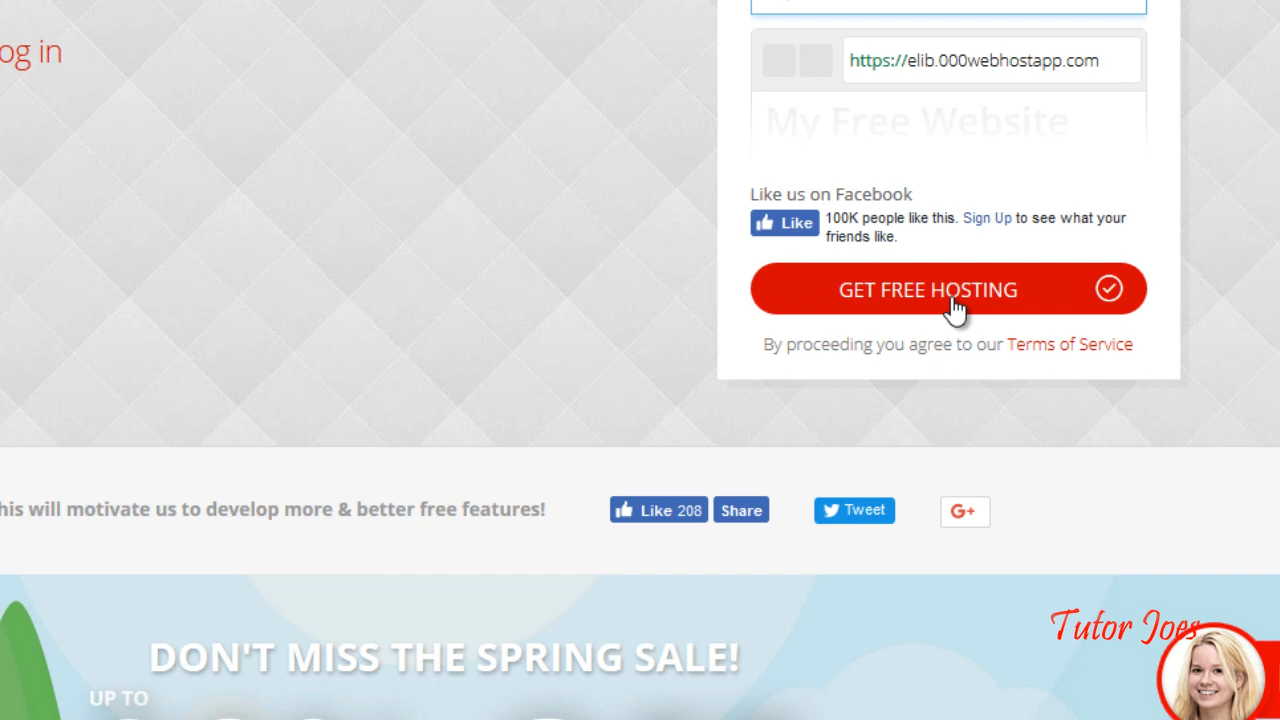 og in
https://elib.000webhostapp.com
My Free Website
Like us on Facebook
Like
100K people like this. Sign Up to see what your
friends like.
GET FREE HOSTING
By proceeding you agree to our Terms of Service
his will motivate us to develop more & better free features!
Like 208
Share
Tweet
G+
DON'T MISS THE SPRING SALE!
Tutor Joes
UP TO